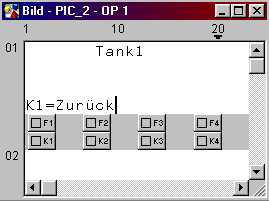 Bild - PIC_2 - OP 1
1 10 20
01
Tank1
K1=Zurück
F1 F2 F3 F4
K1 K2 K3 K4
02